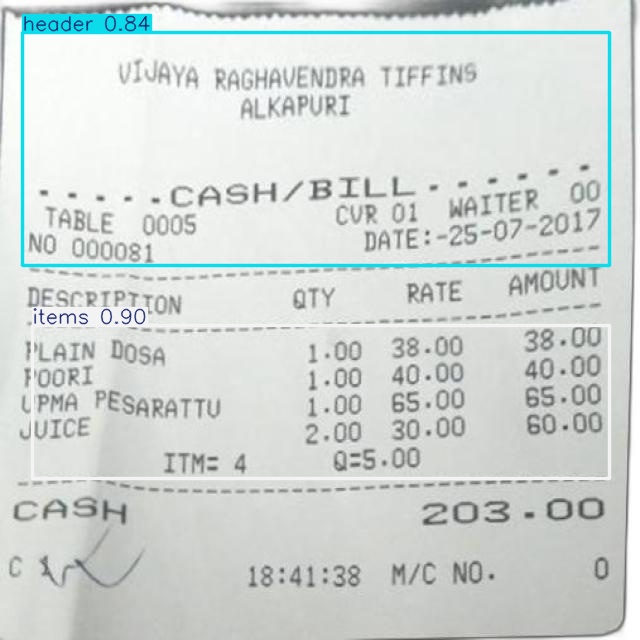 header 0.84
VIJAYA RAGHAVENDRA TIFFINS
ALKAPURI
-----CASH/BILL------
TABLE 0005 CVR 01 WAITER 00
NO 000081 DATE:-25-07-2017
DESCRIPTION QTY RATE AMOUNT
items 0.90
PLAIN DOSA 1.00 38.00 38.00
POORI 1.00 40.00 40.00
UPMA PESARATTU 1.00 65.00 65.00
JUICE 2.00 30.00 60.00
ITM= 4 Q=5.00
CASH 203.00
C 18:41:38 M/C NO. 0